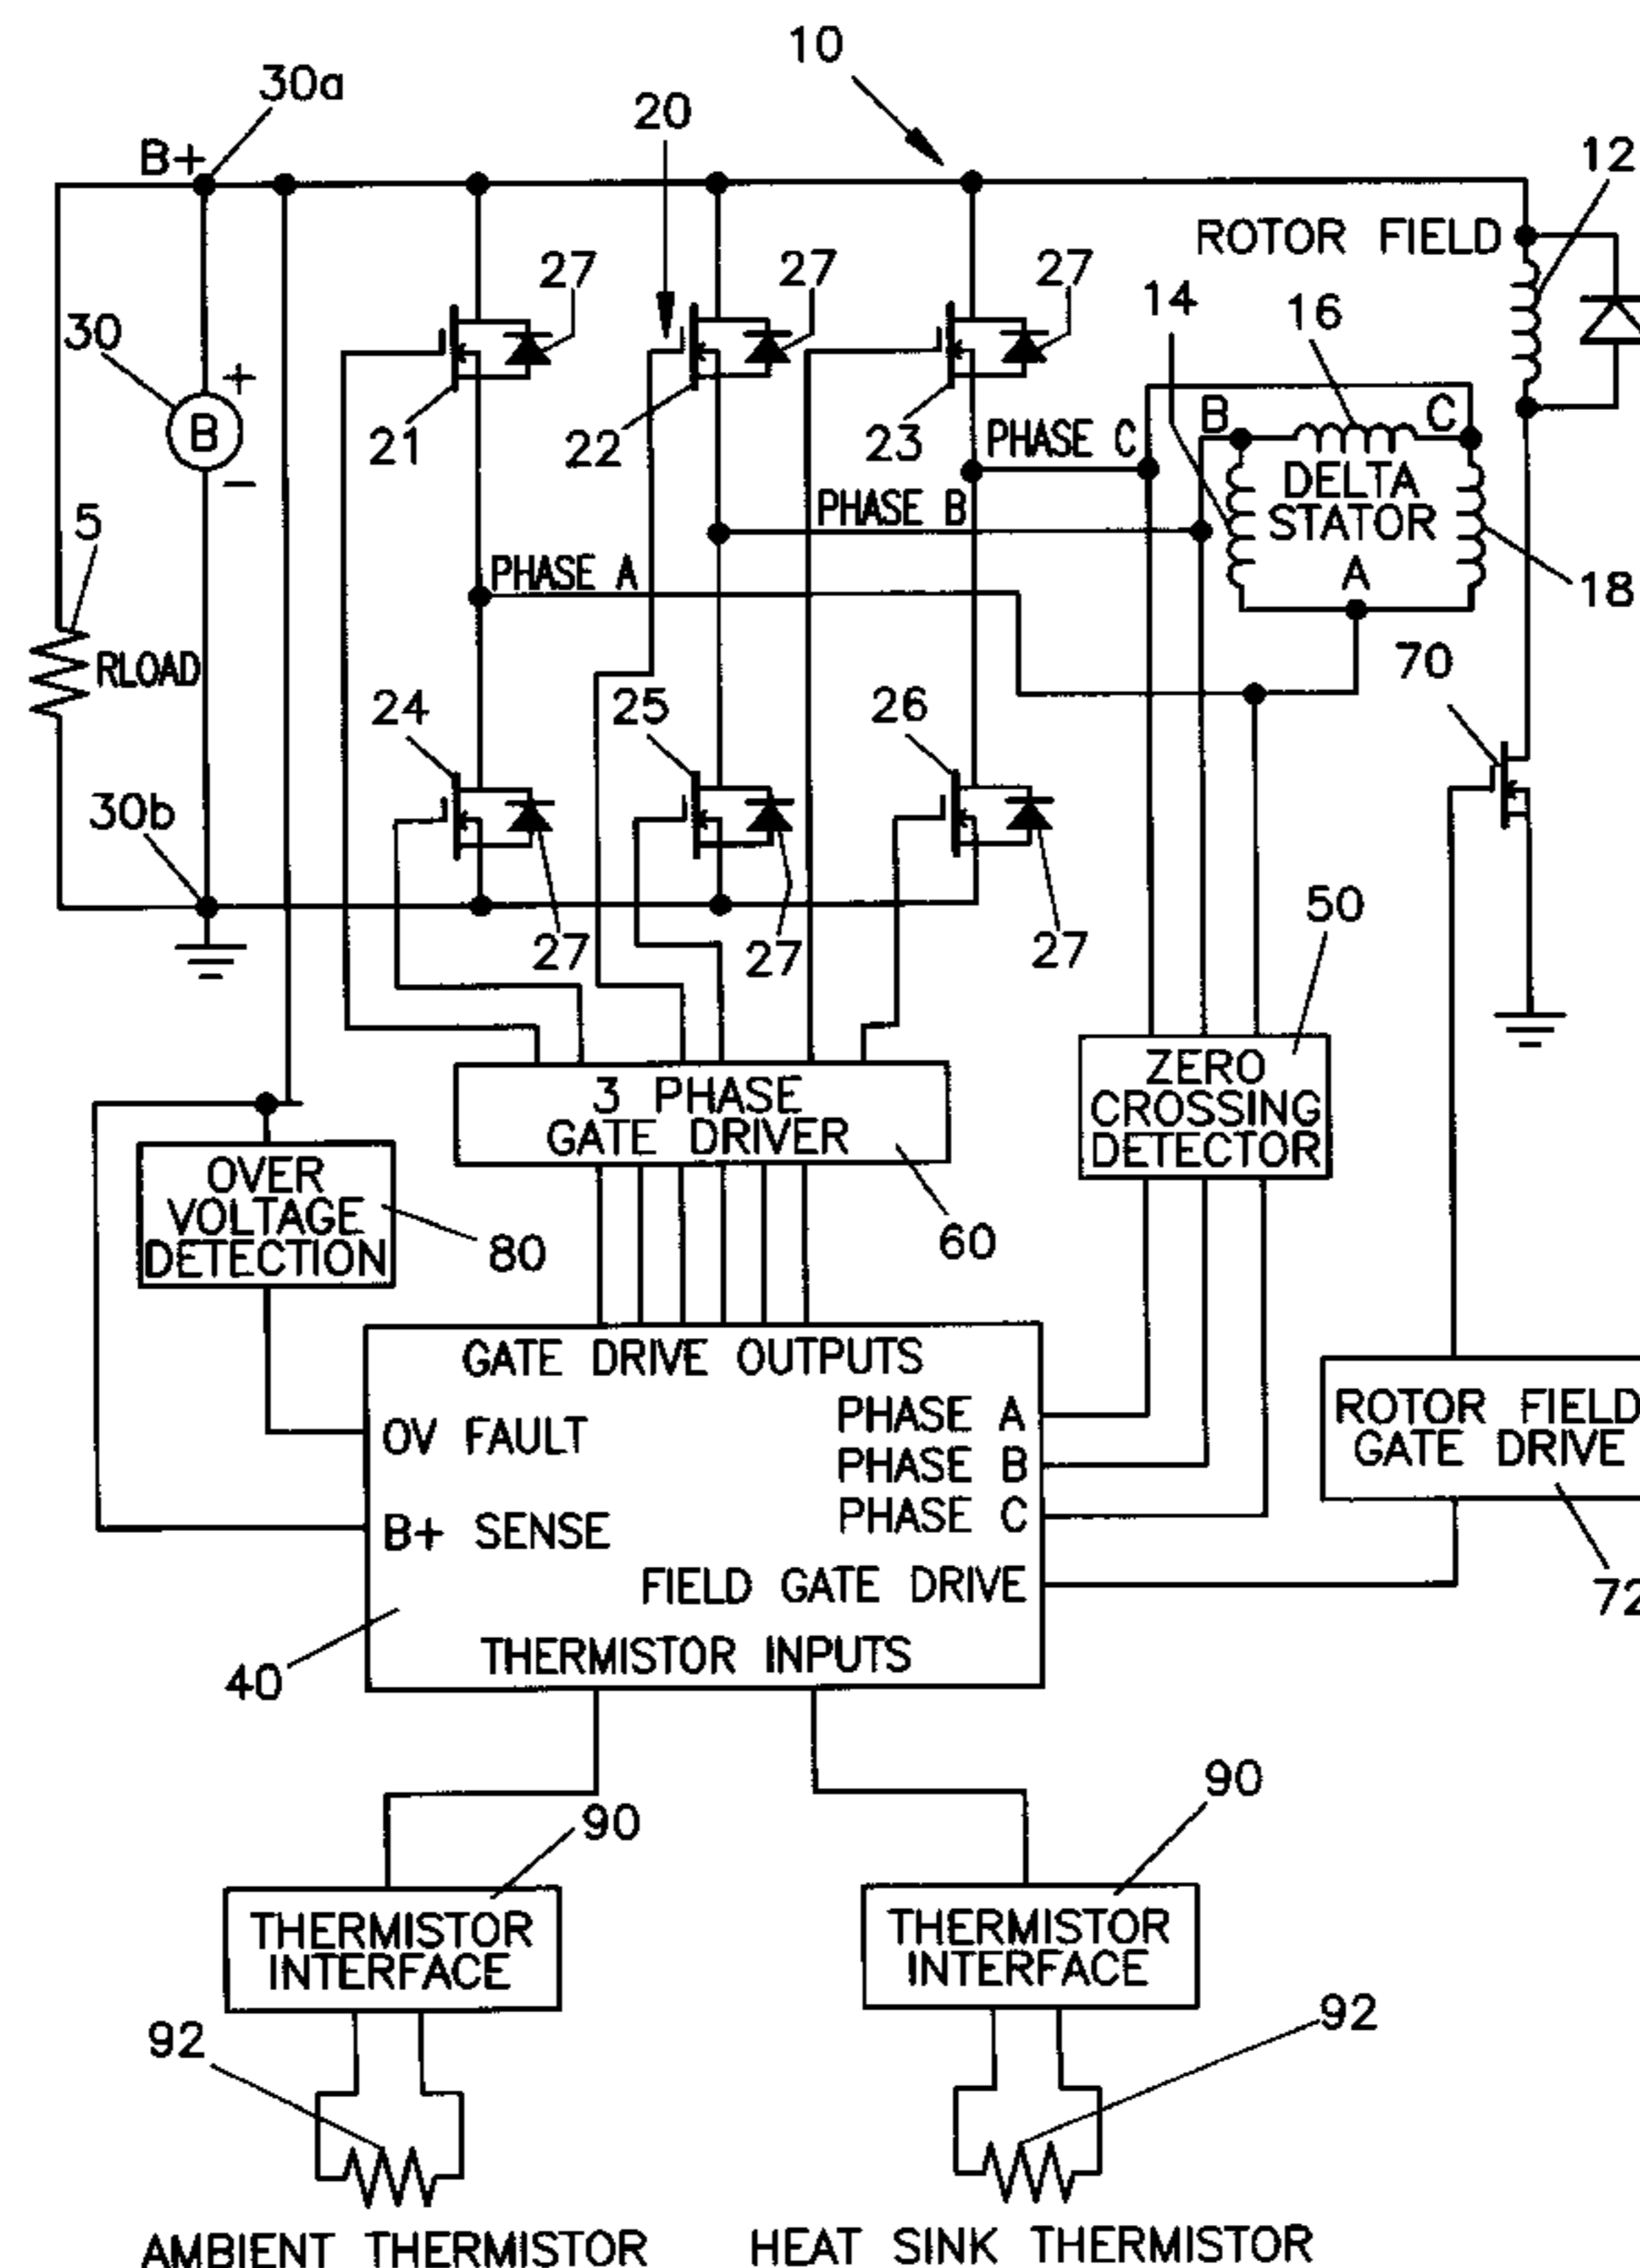 10
30a
20
12
B+
ROTOR FIELD
27
27
27
14
16
30
+
B
-
21
22
23
B
C
PHASE C
DELTA
STATOR
A
PHASE B
5
PHASE A
18
RLOAD
70
24
25
26
30b
50
27
27
27
ZERO
CROSSING
DETECTOR
3 PHASE
GATE DRIVER
OVER
VOLTAGE
DETECTION
80
60
GATE DRIVE OUTPUTS
PHASE A
OV FAULT
PHASE B
PHASE C
B+ SENSE
FIELD GATE DRIVE
THERMISTOR INPUTS
ROTOR FIELD
GATE DRIVE
72
40
90
90
THERMISTOR
INTERFACE
THERMISTOR
INTERFACE
92
92
AMBIENT THERMISTOR
HEAT SINK THERMISTOR